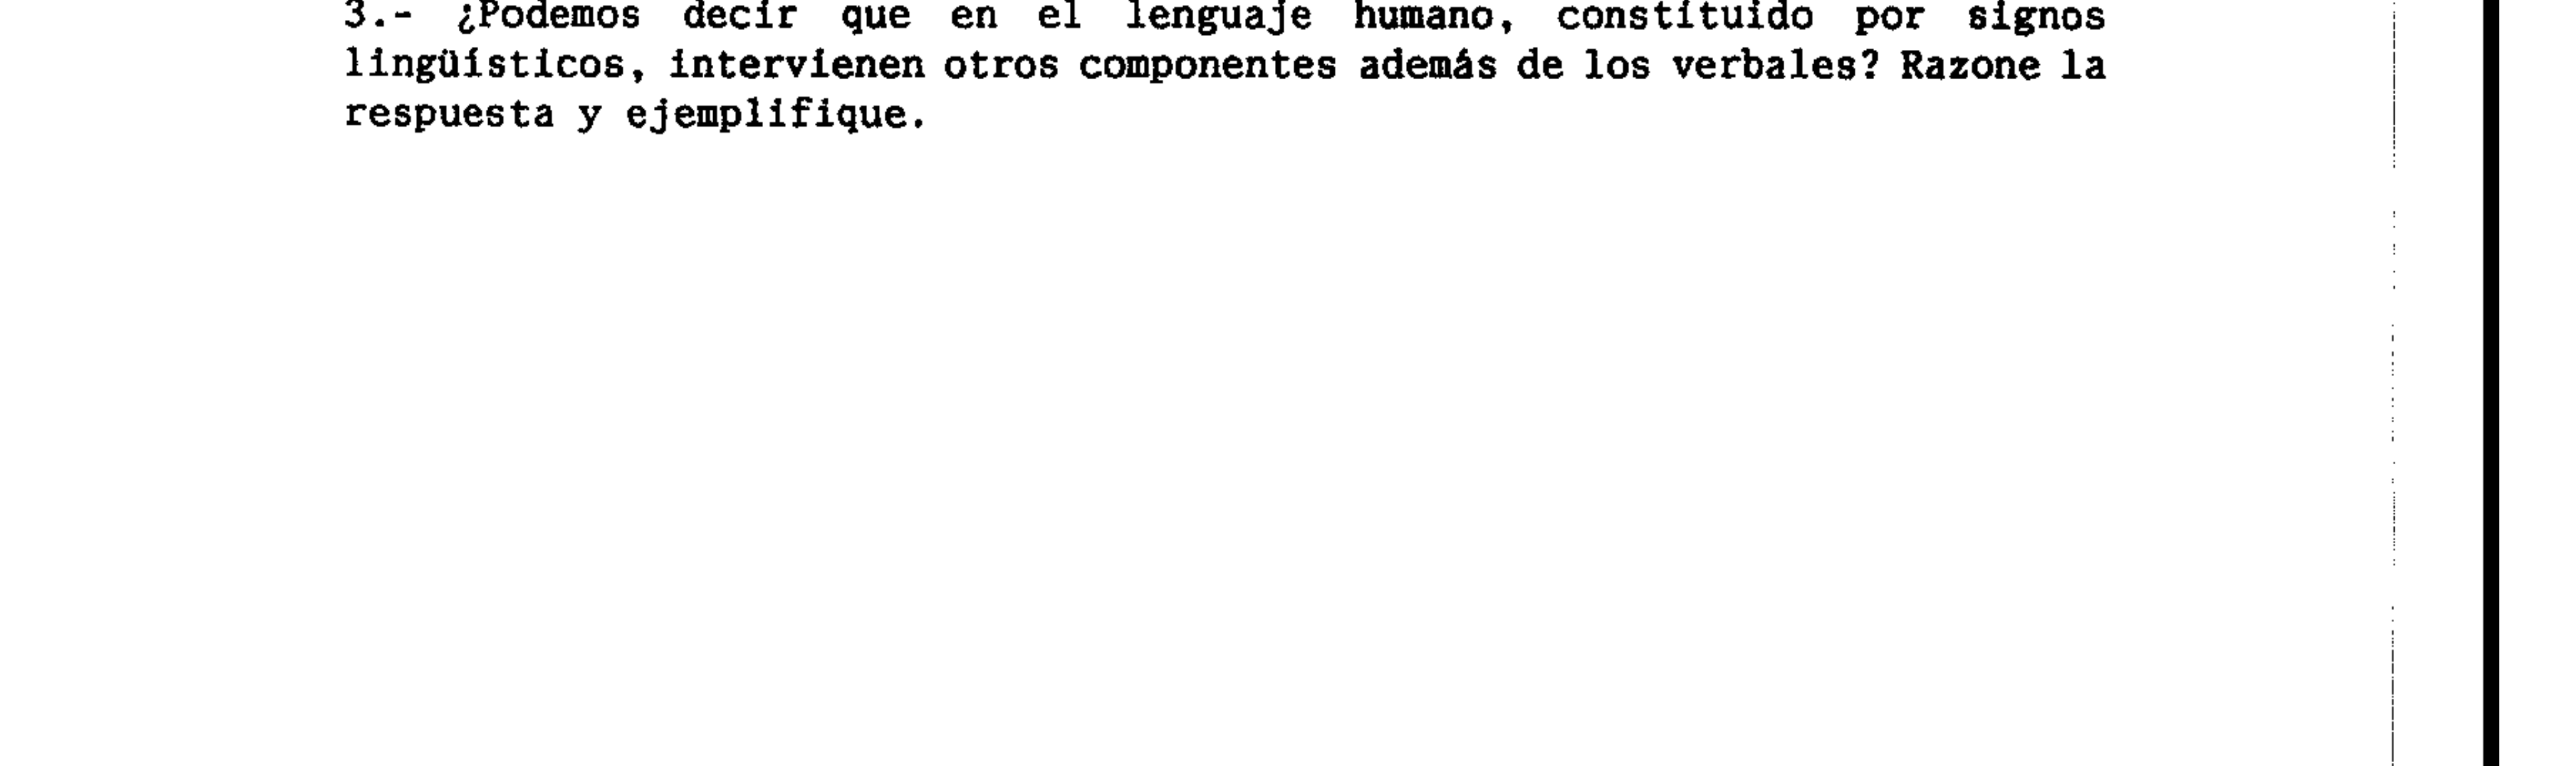 3.- ¿Podemos decir que en el lenguaje humano, constituido por signos
lingüísticos, intervienen otros componentes además de los verbales? Razone la
respuesta y ejemplifique.